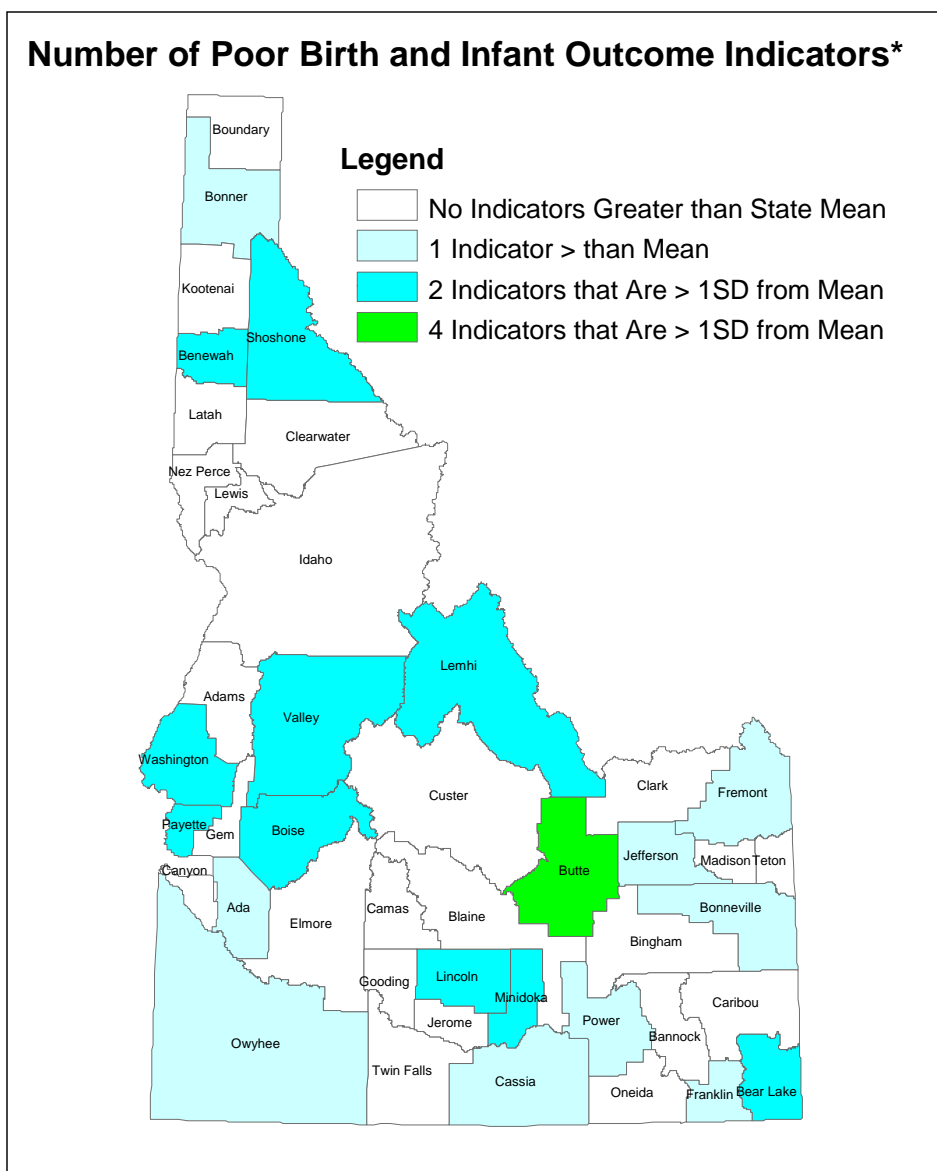 Number of Poor Birth and Infant Outcome Indicators*
Legend
No Indicators Greater than State Mean
1 Indicator > than Mean
2 Indicators that Are > 1SD from Mean
4 Indicators that Are > 1SD from Mean
Boundary
Bonner
Kootenai
Shoshone
Benewah
Latah
Clearwater
Nez Perce
Lewis
Idaho
Lemhi
Adams
Valley
Washington
Custer
Clark
Fremont
Payette
Boise
Gem
Jefferson
Madison
Teton
Canyon
Butte
Ada
Elmore
Camas
Blaine
Bonneville
Bingham
Gooding
Lincoln
Minidoka
Caribou
Jerome
Power
Bannock
Owyhee
Twin Falls
Cassia
Oneida
Franklin
Bear Lake